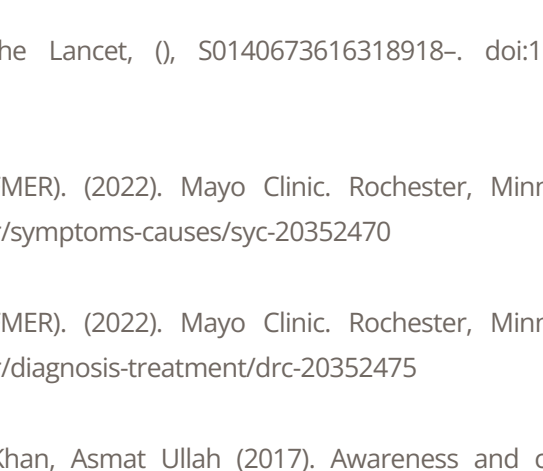 he Lancet, (), S0140673616318918–. doi:1
MER). (2022). Mayo Clinic. Rochester, Minn
/symptoms-causes/syc-20352470
MER). (2022). Mayo Clinic. Rochester, Minn
/diagnosis-treatment/drc-20352475
Khan, Asmat Ullah (2017). Awareness and